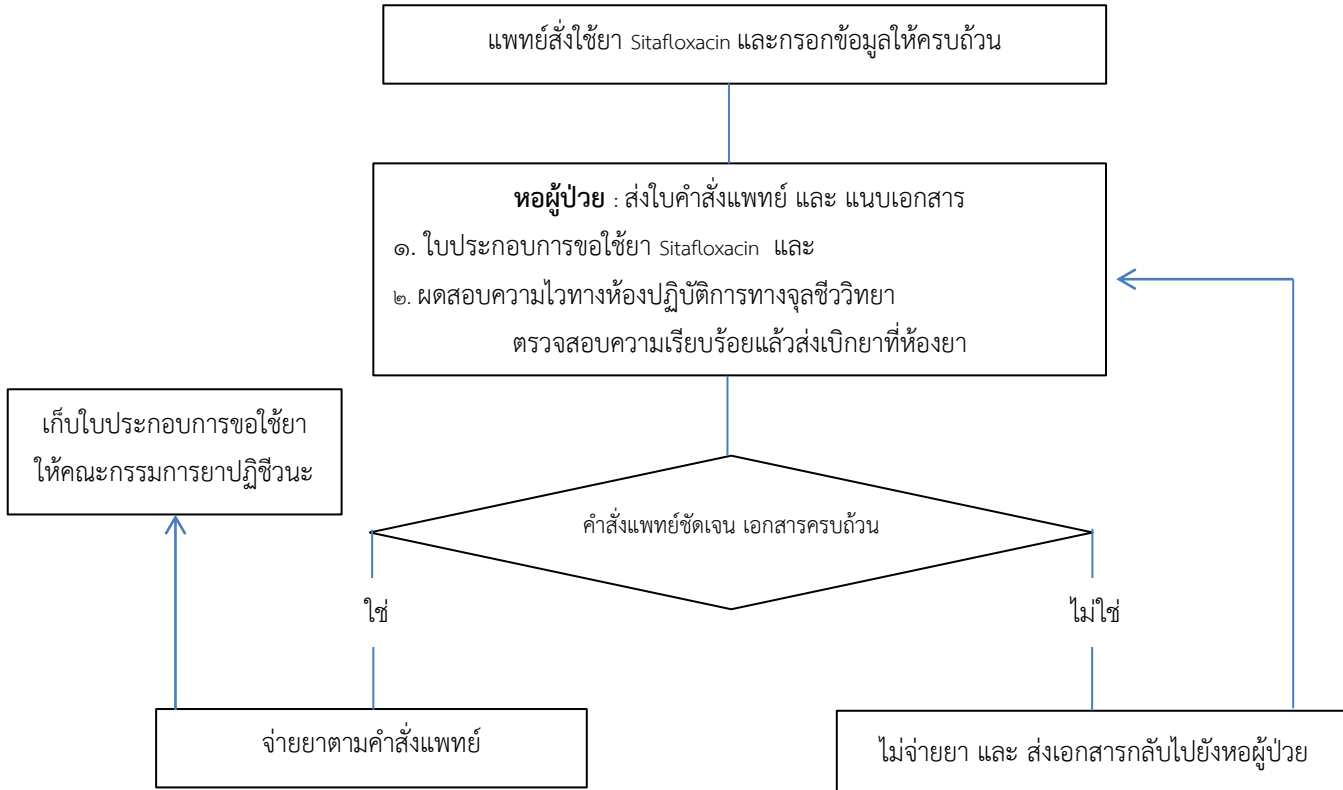 แพทย์สั่งใช้ยา Sitafloxacin และกรอกข้อมูลให้ครบถ้วน
หอผู้ป่วย : ส่งใบคำสั่งแพทย์ และ แนบเอกสาร
๑. ใบประกอบการขอใช้ยา Sitafloxacin และ
๒. ผดสอบความไวทางห้องปฏิบัติการทางจุลชีววิทยา
ตรวจสอบความเรียบร้อยแล้วส่งเบิกยาที่ห้องยา
เก็บใบประกอบการขอใช้ยา
ให้คณะกรรมการยาปฏิชีวนะ
คำสั่งแพทย์ชัดเจน เอกสารครบถ้วน
ใช่
ไม่ใช่
จ่ายยาตามคำสั่งแพทย์
ไม่จ่ายยา และ ส่งเอกสารกลับไปยังหอผู้ป่วย